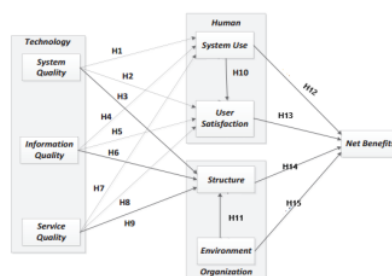 Technology
System
Quality
Information
Quality
Service
Quality
Human
System Use
User
Satisfaction
Structure
Environment
Organization
Net Benefits
H1
H2
H3
H4
H5
H6
H7
H8
H9
H10
H11
H12
H13
H14
H15